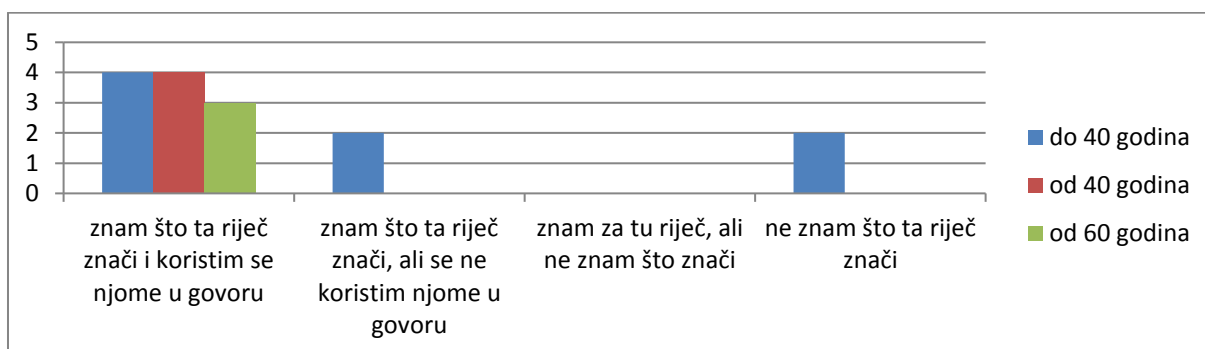 5
4
3
2
1
0
znam što ta riječ
znači i koristim se
njome u govoru
znam što ta riječ
znači, ali se ne
koristim njome u
govoru
znam za tu riječ, ali
ne znam što znači
ne znam što ta riječ
znači
do 40 godina
od 40 godina
od 60 godina